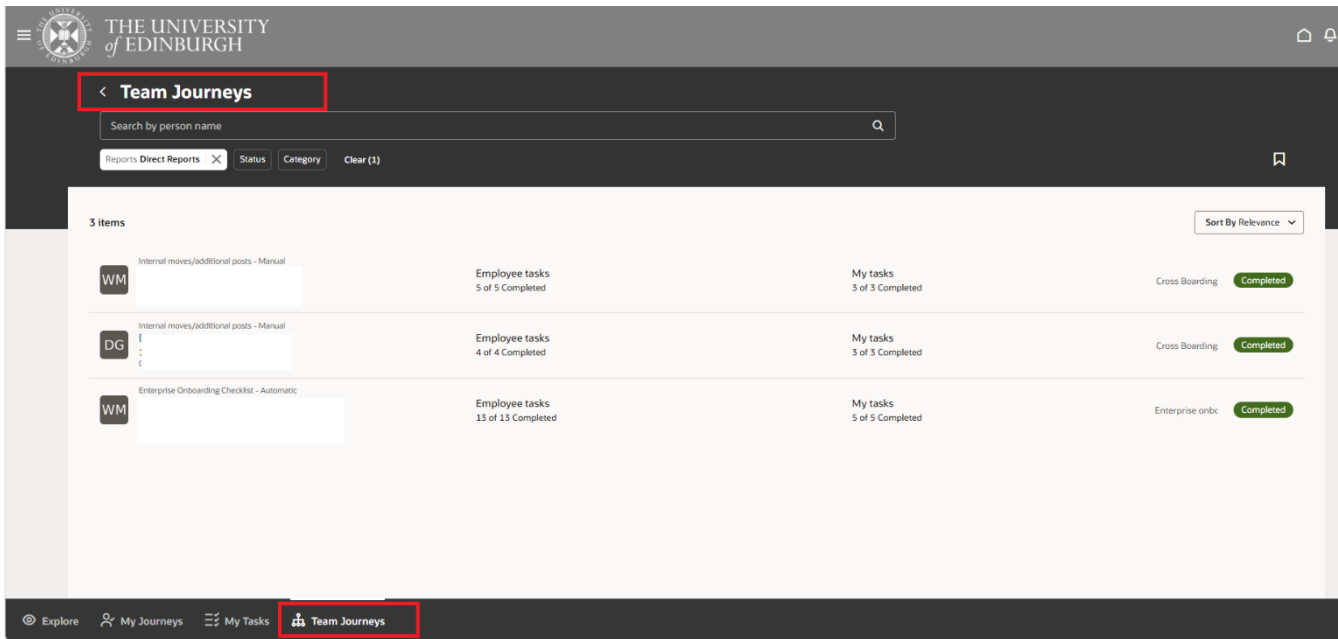 THE UNIVERSITY
of EDINBURGH
Team Journeys
Search by person name
Reports Direct Reports Status Category Clear (1)
3 items Sort By Relevance
Internal moves/additional posts - Manual
WM Employee tasks My tasks
5 of 5 Completed 3 of 3 Completed Cross Boarding Completed
Internal moves/additional posts - Manual
DG Employee tasks My tasks
4 of 4 Completed 3 of 3 Completed Cross Boarding Completed
Enterprise Onboarding Checklist - Automatic
WM Employee tasks My tasks
13 of 13 Completed 5 of 5 Completed Enterprise onbc Completed
Explore My Journeys My Tasks Team Journeys